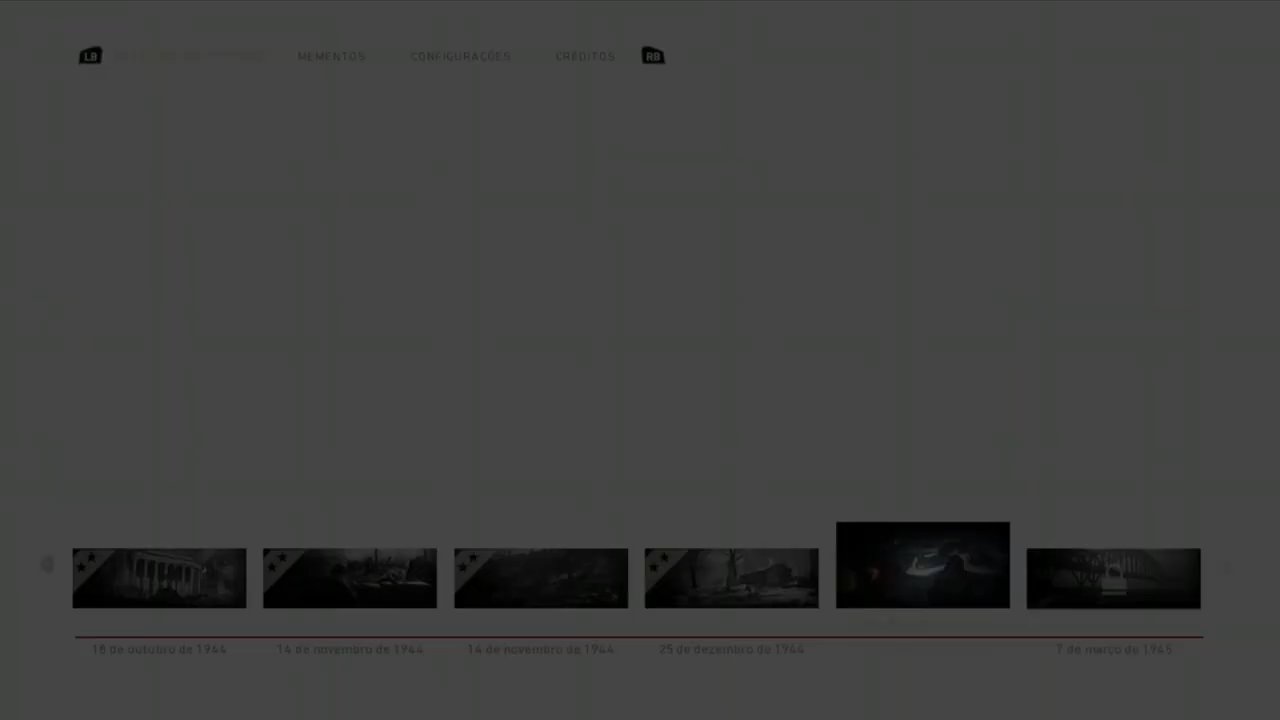 LB MEMENTOS CONFIGURAÇÕES CRÉDITOS RB
18 de outubro de 1944 14 de novembro de 1944 14 de novembro de 1944 25 de dezembro de 1944 7 de março de 1945